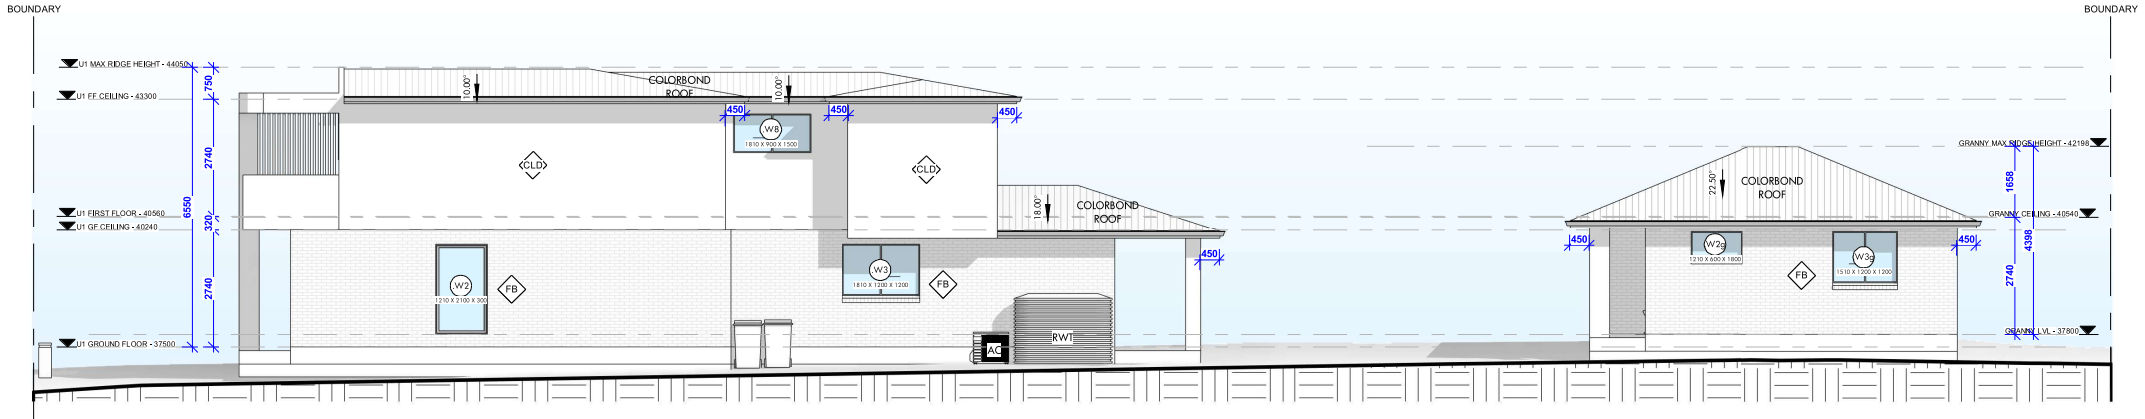 BOUNDARY
BOUNDARY
U1 MAX RIDGE HEIGHT - 44050
750
10.00°
COLORBOND
ROOF
10.00°
U1 FF CEILING - 43300
450
450
450
.W8
1810 X 900 X 1500
2740
CLD
CLD
GRANNY MAX RIDGE HEIGHT - 42198
22.50°
COLORBOND
ROOF
1658
6550
18.00°
COLORBOND
ROOF
U1 FIRST FLOOR - 40560
320
GRANNY CEILING - 40540
U1 GF CEILING - 40240
450
450
450
4398
W2g
1210 X 600 X 1800
W3g
1510 X 1200 X 1200
.W3
1810 X 1200 X 1200
.W2
1210 X 2100 X 300
FB
FB
FB
2740
2740
GRANNY LVL - 37800
RWT
AC
U1 GROUND FLOOR - 37500